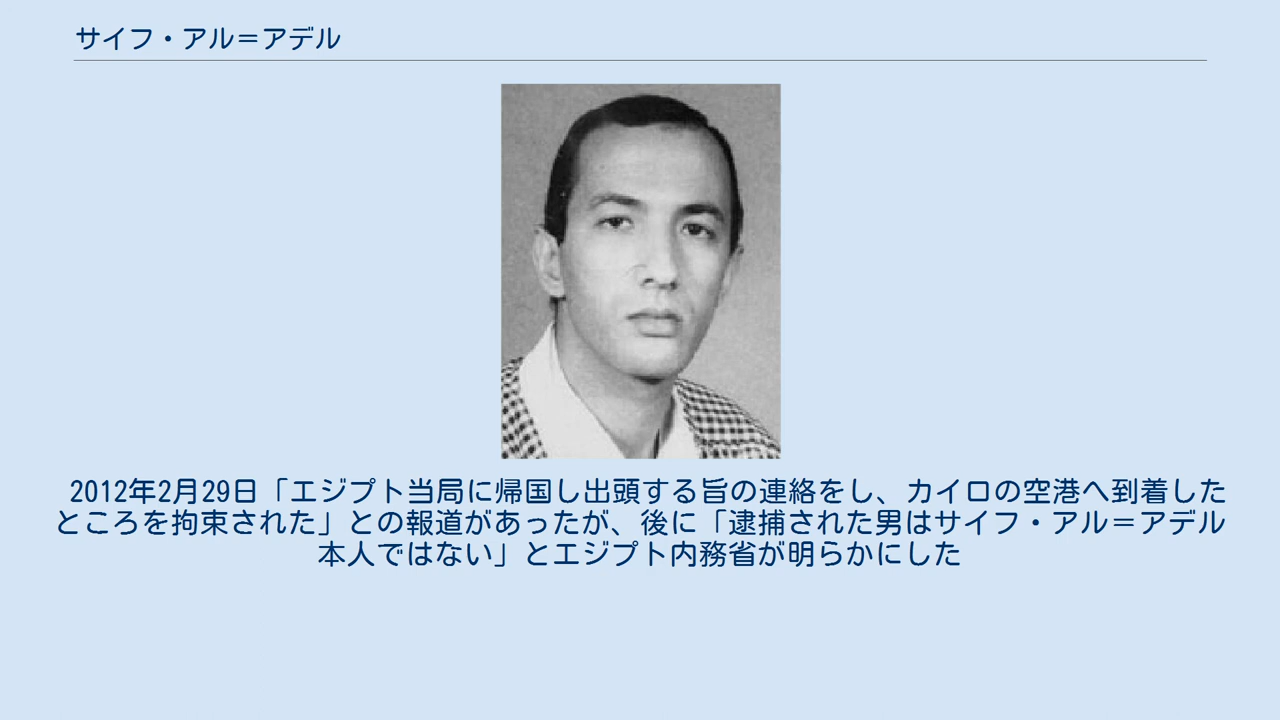 サイフ・アル＝アデル
2012年2月29日「エジプト当局に帰国し出頭する旨の連絡をし、カイロの空港へ到着した
ところを拘束された」との報道があったが、後に「逮捕された男はサイフ・アル＝アデル
本人ではない」とエジプト内務省が明らかにした